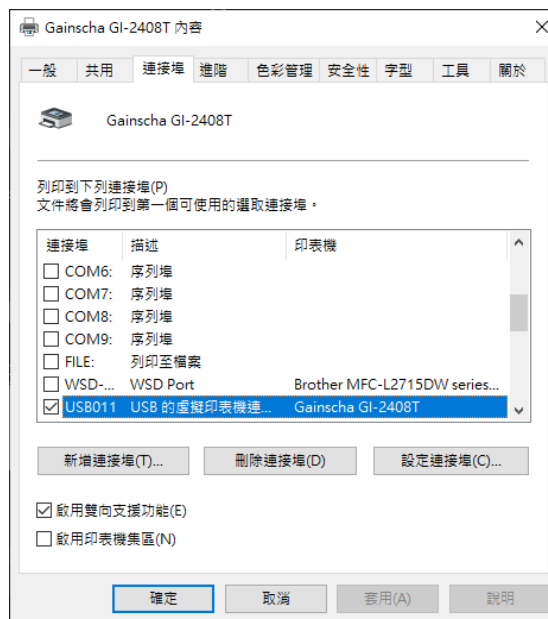 Gainscha GI-2408T 內容
一般 共用 連接埠 進階 色彩管理 安全性 字型 工具 關於
Gainscha GI-2408T
列印到下列連接埠(P)
文件將會列印到第一個可使用的選取連接埠。
連接埠 描述 印表機
COM6: 序列埠
COM7: 序列埠
COM8: 序列埠
COM9: 序列埠
FILE: 列印至檔案
WSD-... WSD Port Brother MFC-L2715DW series...
USB011 USB 的虛擬印表機連... Gainscha GI-2408T
新增連接埠(T)... 刪除連接埠(D) 設定連接埠(C)...
啟用雙向支援功能(E)
啟用印表機集區(N)
確定 取消 套用(A) 說明